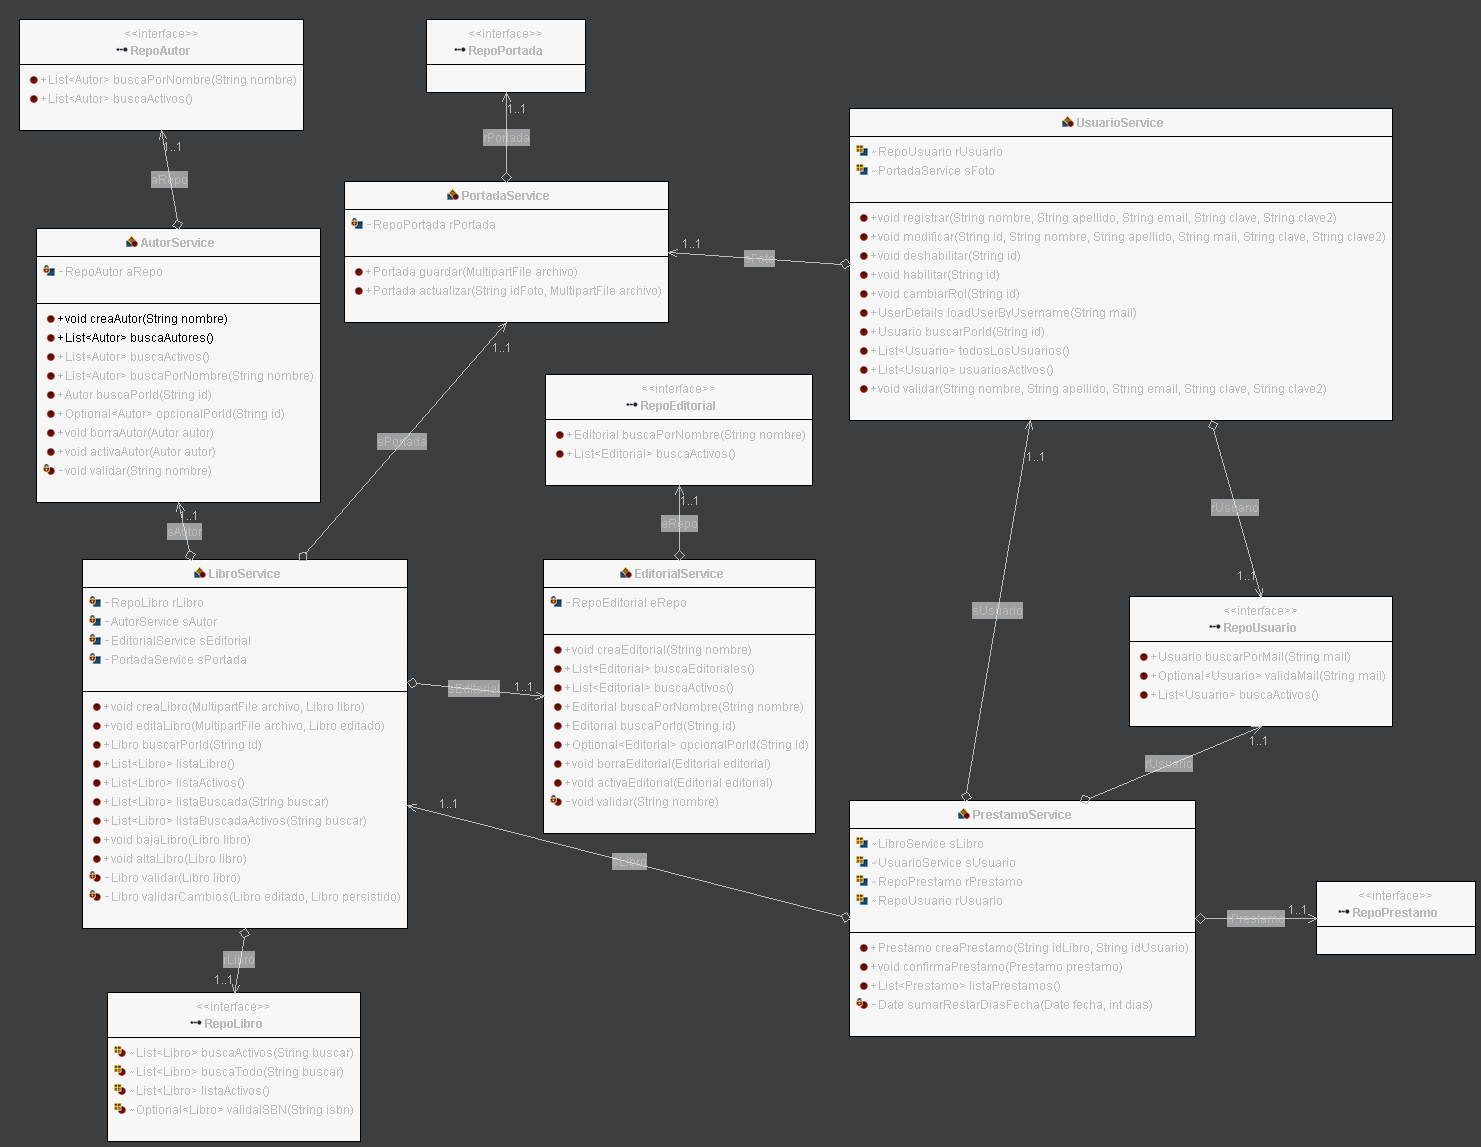 <<interface>>
RepoAutor
+List<Autor> buscaPorNombre(String nombre)
+List<Autor> buscaActivos()
1..1
aRepo
AutorService
-RepoAutor aRepo
+void creaAutor(String nombre)
+List<Autor> buscaAutores()
+List<Autor> buscaActivos()
+List<Autor> buscaPorNombre(String nombre)
+Autor buscaPorId(String id)
+Optional<Autor> opcionalPorId(String id)
+void borraAutor(Autor autor)
+void activaAutor(Autor autor)
-void validar(String nombre)
1..1
sAutor
<<interface>>
RepoPortada
1..1
rPortada
PortadaService
-RepoPortada rPortada
+Portada guardar(MultipartFile archivo)
+Portada actualizar(String idFoto, MultipartFile archivo)
1..1
sPortada
1..1
sFoto
UsuarioService
~RepoUsuario rUsuario
~PortadaService sFoto
+void registrar(String nombre, String apellido, String email, String clave, String clave2)
+void modificar(String id, String nombre, String apellido, String mail, String clave, String clave2)
+void deshabilitar(String id)
+void habilitar(String id)
+void cambiarRol(String id)
+UserDetails loadUserByUsername(String mail)
+Usuario buscarPorId(String id)
+List<Usuario> todosLosUsuarios()
+List<Usuario> usuariosActivos()
+void validar(String nombre, String apellido, String email, String clave, String clave2)
1..1
sUsuario
rUsuario
1..1
<<interface>>
RepoEditorial
+Editorial buscaPorNombre(String nombre)
+List<Editorial> buscaActivos()
1..1
eRepo
LibroService
-RepoLibro rLibro
-AutorService sAutor
-EditorialService sEditorial
-PortadaService sPortada
+void creaLibro(MultipartFile archivo, Libro libro)
+void editaLibro(MultipartFile archivo, Libro editado)
+Libro buscarPorId(String id)
+List<Libro> listaLibro()
+List<Libro> listaActivos()
+List<Libro> listaBuscada(String buscar)
+List<Libro> listaBuscadaActivos(String buscar)
+void bajaLibro(Libro libro)
+void altaLibro(Libro libro)
-Libro validar(Libro libro)
-Libro validarCambios(Libro editado, Libro persistido)
sEditorial
1..1
EditorialService
-RepoEditorial eRepo
+void creaEditorial(String nombre)
+List<Editorial> buscaEditoriales()
+List<Editorial> buscaActivos()
+Editorial buscaPorNombre(String nombre)
+Editorial buscaPorId(String id)
+Optional<Editorial> opcionalPorId(String id)
+void borraEditorial(Editorial editorial)
+void activaEditorial(Editorial editorial)
-void validar(String nombre)
<<interface>>
RepoUsuario
+Usuario buscarPorMail(String mail)
+Optional<Usuario> validaMail(String mail)
+List<Usuario> buscaActivos()
1..1
rUsuario
1..1
sLibro
PrestamoService
~LibroService sLibro
~UsuarioService sUsuario
~RepoPrestamo rPrestamo
~RepoUsuario rUsuario
+Prestamo creaPrestamo(String idLibro, String idUsuario)
+void confirmaPrestamo(Prestamo prestamo)
+List<Prestamo> listaPrestamos()
-Date sumarRestarDiasFecha(Date fecha, int dias)
rPrestamo
1..1
<<interface>>
RepoPrestamo
rLibro
1..1
<<interface>>
RepoLibro
~List<Libro> buscaActivos(String buscar)
~List<Libro> buscaTodo(String buscar)
~List<Libro> listaActivos()
~Optional<Libro> validaISBN(String isbn)